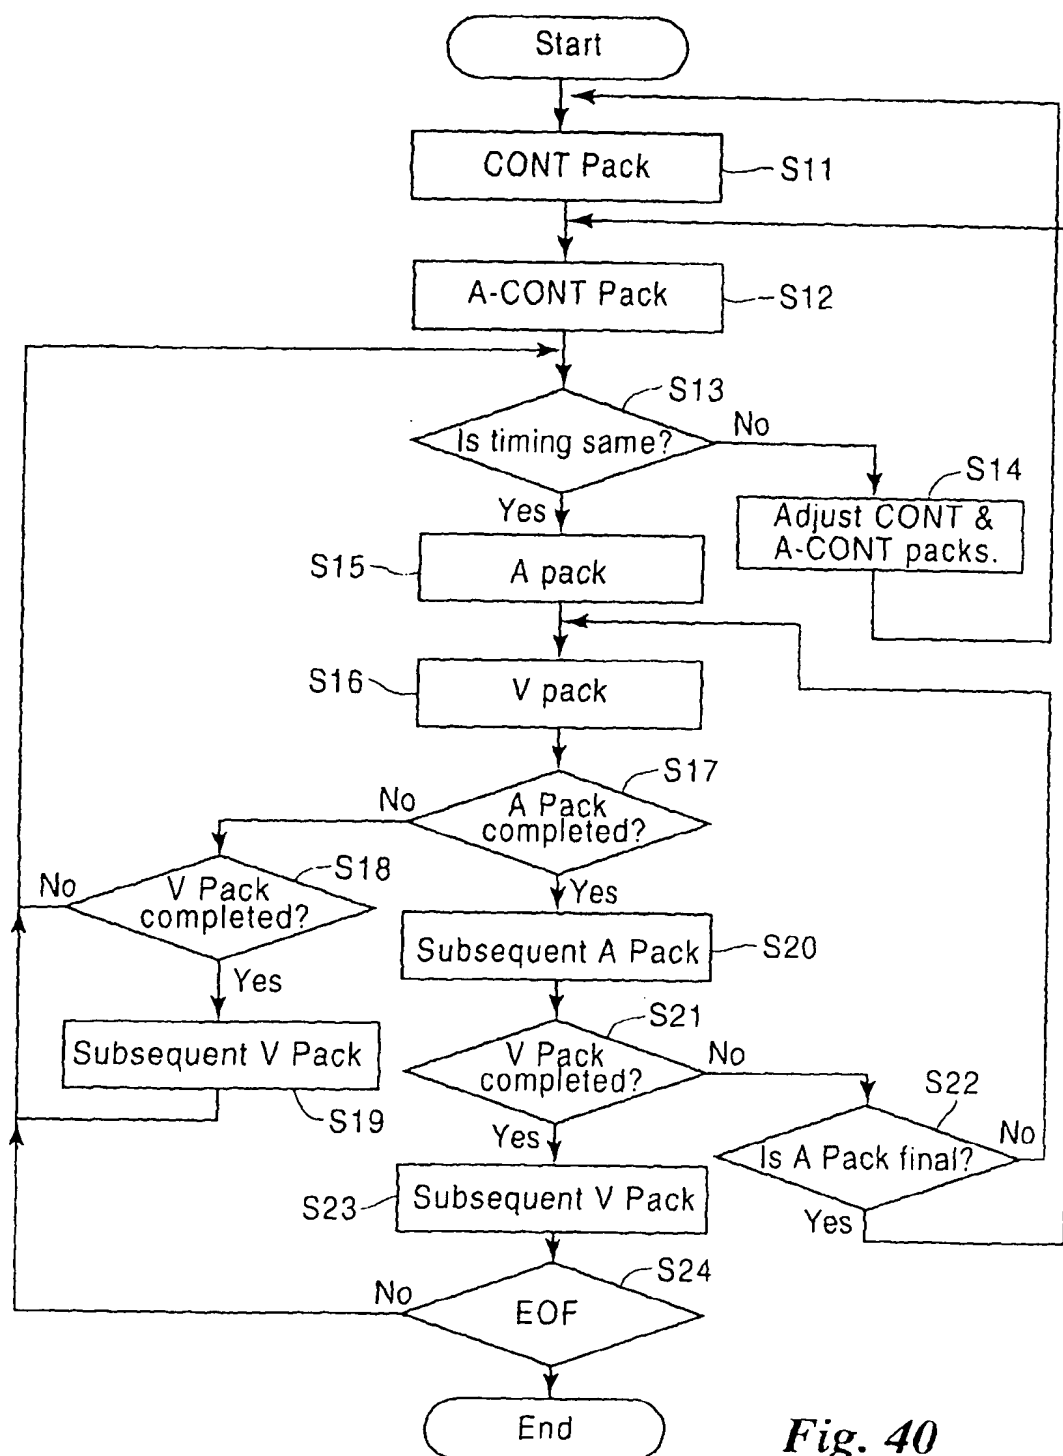 Start
CONT Pack
S11
A-CONT Pack
S12
S13
Is timing same?
No
Yes
S14
Adjust CONT &
A-CONT packs.
S15
A pack
S16
V pack
S17
No
A Pack
completed?
Yes
S18
No
V Pack
completed?
Yes
Subsequent A Pack
S20
Subsequent V Pack
S19
S21
V Pack
completed?
No
Yes
S22
Is A Pack final?
No
Yes
S23
Subsequent V Pack
S24
No
EOF
End
Fig. 40